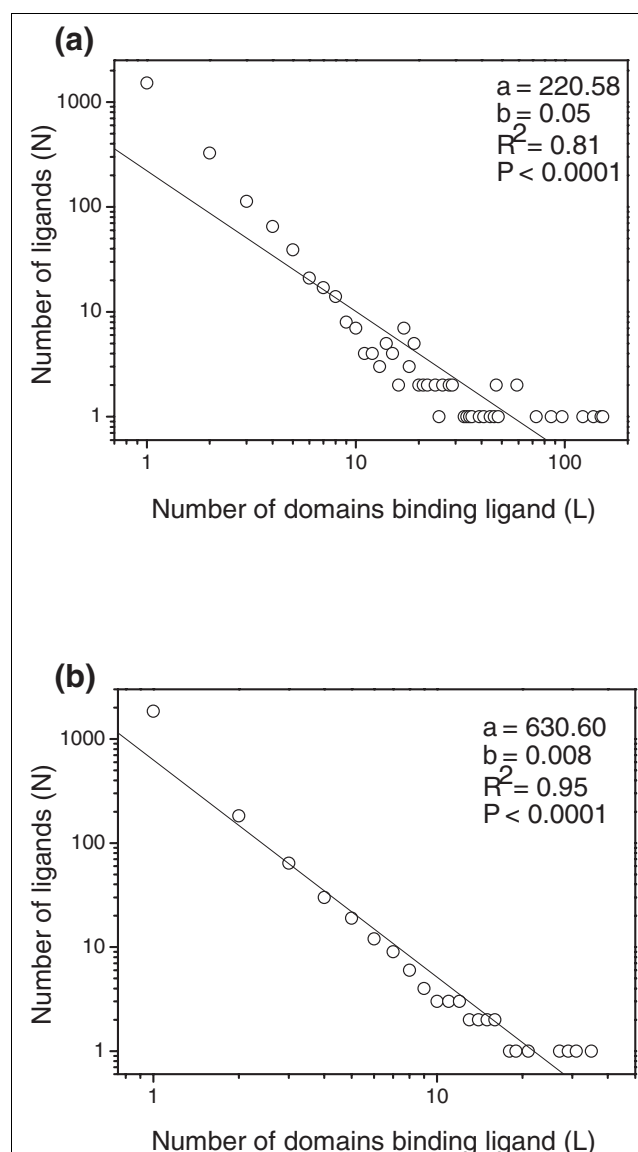 (a)
1000
100
10
1
1
10
100
Number of ligands (N)
Number of domains binding ligand (L)
a = 220.58
b = 0.05
R² = 0.81
P < 0.0001
(b)
1000
100
10
1
1
10
Number of ligands (N)
Number of domains binding ligand (L)
a = 630.60
b = 0.008
R² = 0.95
P < 0.0001